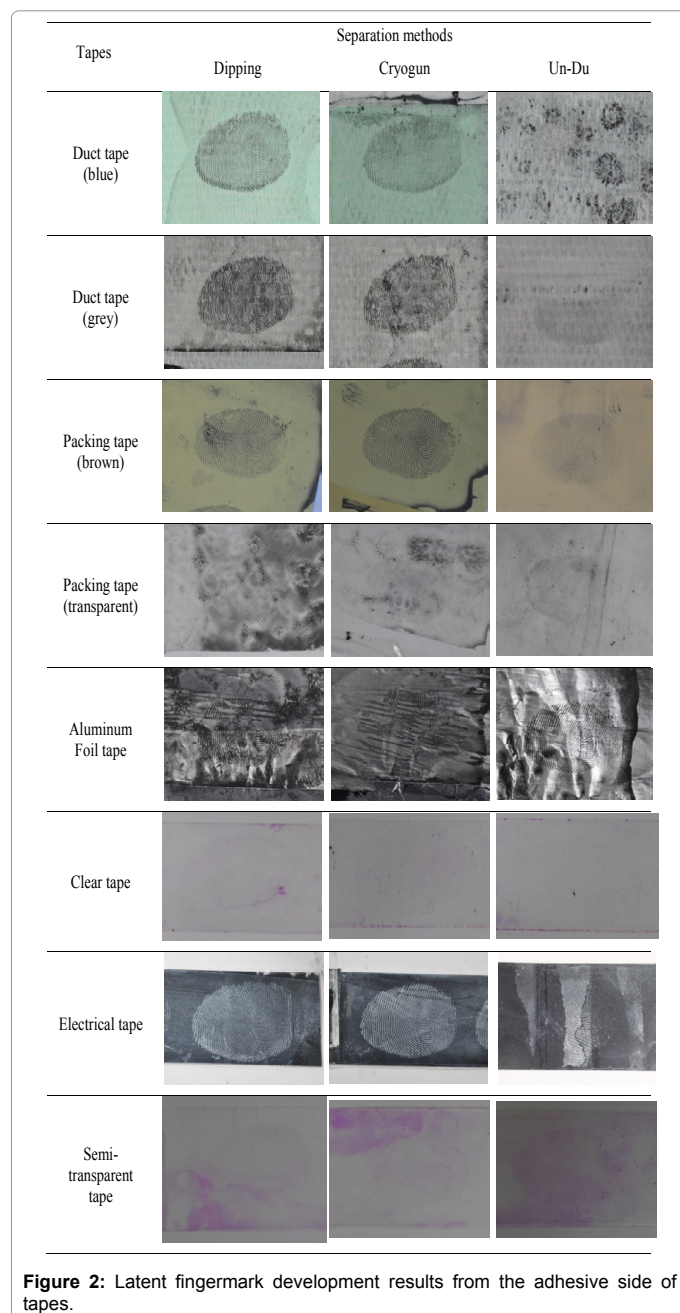 Tapes
Separation methods
Dipping
Cryogun
Un-Du
Duct tape
(blue)
Duct tape
(grey)
Packing tape
(brown)
Packing tape
(transparent)
Aluminum
Foil tape
Clear tape
Electrical tape
Semi-
transparent
tape
Figure 2: Latent fingermark development results from the adhesive side of
tapes.